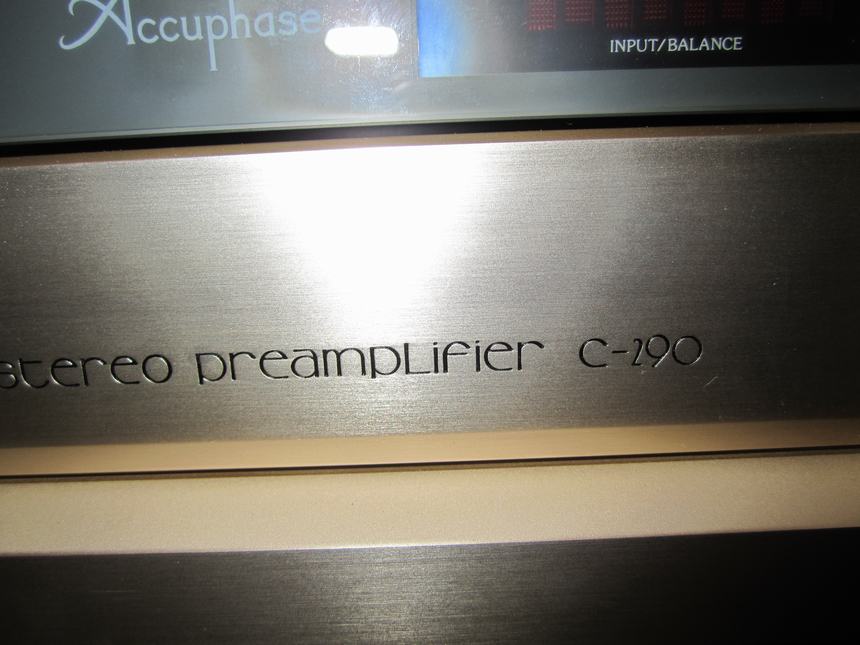 Accuphase
INPUT/BALANCE
stereo preampLifier C-290